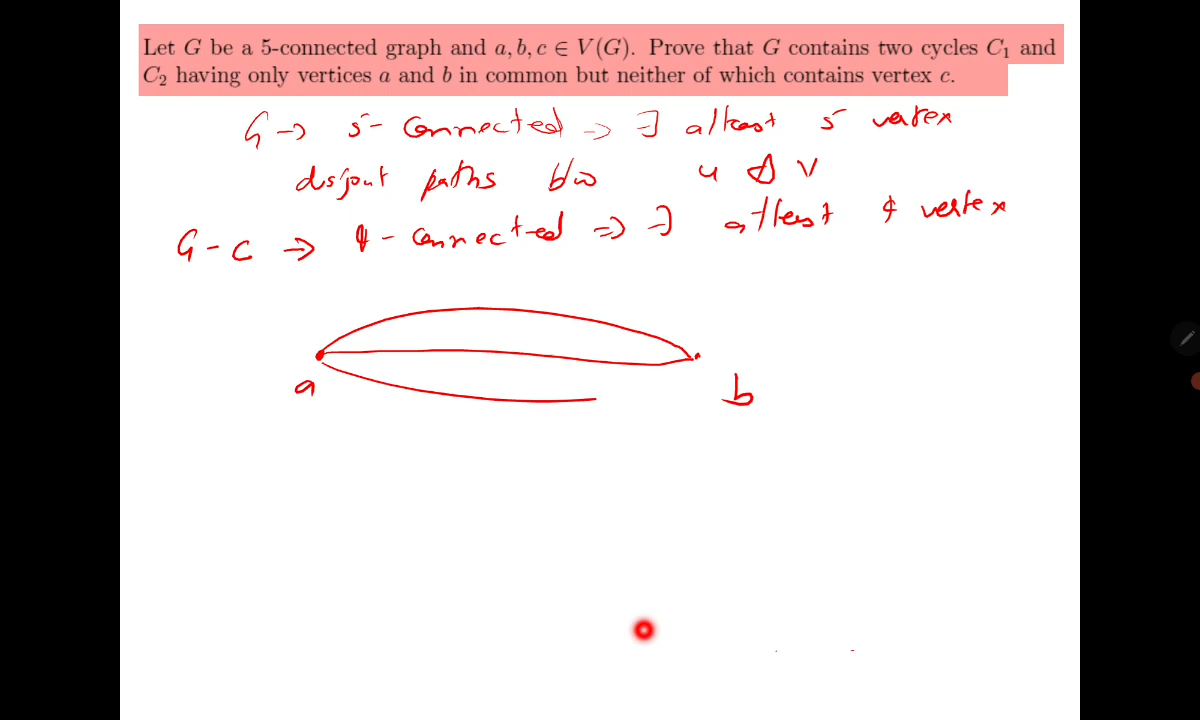 Let G be a 5-connected graph and a, b, c ∈ V(G). Prove that G contains two cycles C₁ and
C₂ having only vertices a and b in common but neither of which contains vertex c.
G → 5- Connected → ∃ atleast 5 vertex
disjout paths b/w u & v
G - c → 4 - connected => ∃ atleast 4 vertex
a b